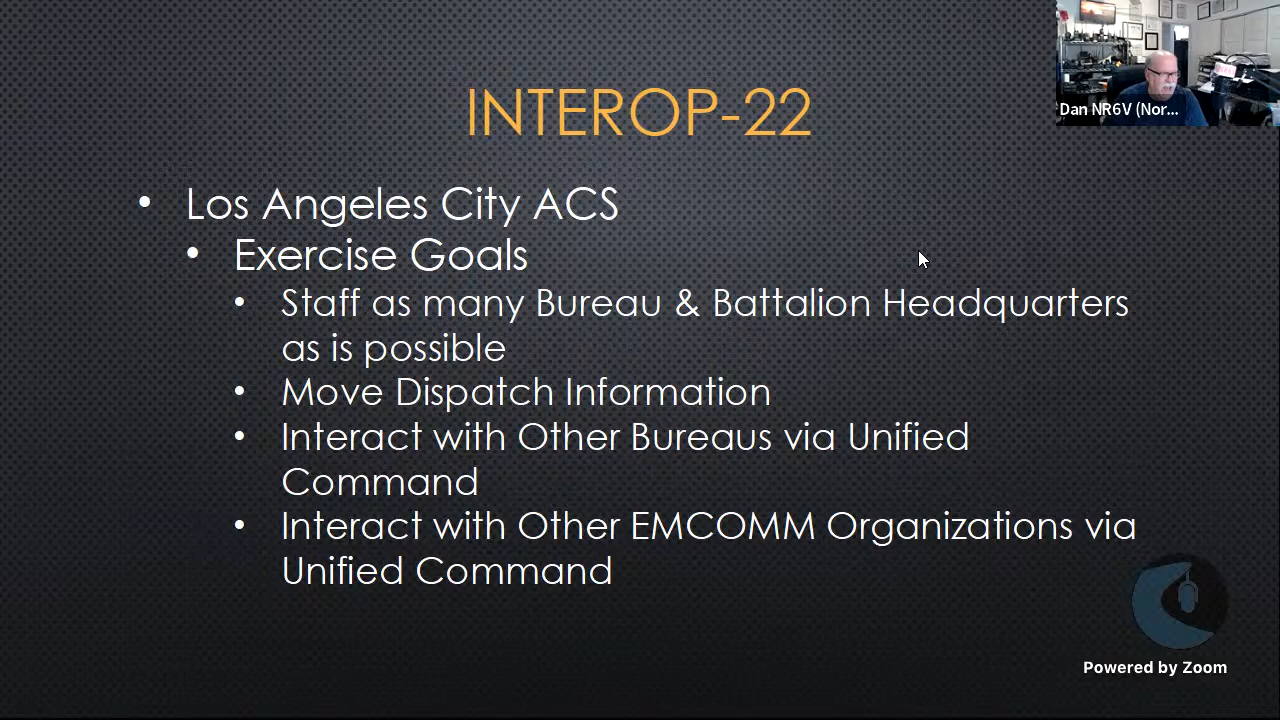 INTEROP-22
Dan NR6V (Nor...
• Los Angeles City ACS
• Exercise Goals
• Staff as many Bureau & Battalion Headquarters
as is possible
• Move Dispatch Information
• Interact with Other Bureaus via Unified
Command
• Interact with Other EMCOMM Organizations via
Unified Command
Powered by Zoom